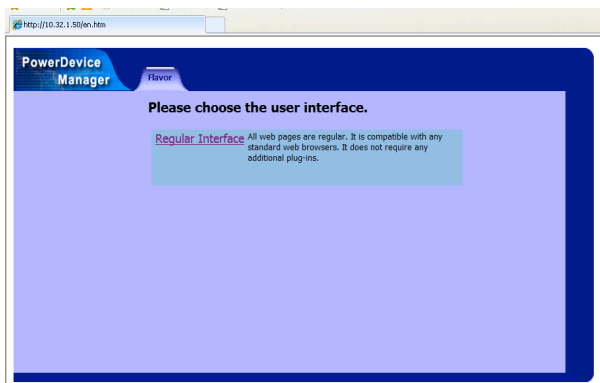 http://10.32.1.50/en.htm
PowerDevice
Manager
Flavor
Please choose the user interface.
Regular Interface All web pages are regular. It is compatible with any
standard web browsers. It does not require any
additional plug-ins.